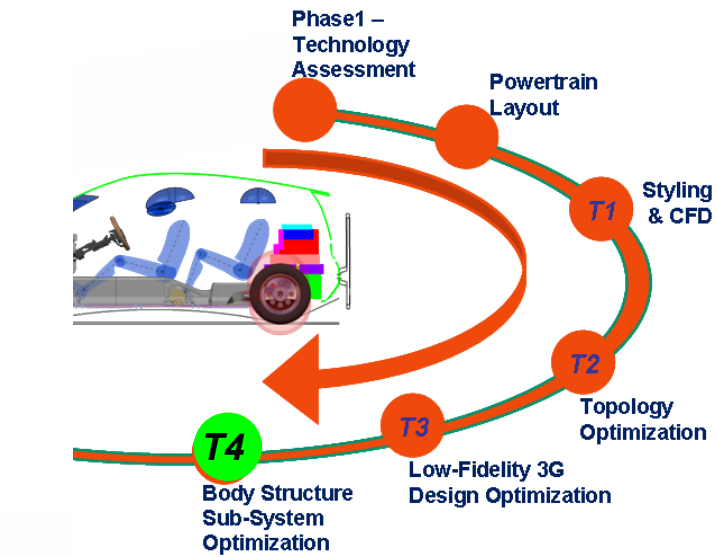 Phase1 –
Technology
Assessment
Powertrain
Layout
T1
Styling
& CFD
T2
Topology
Optimization
T3
Low-Fidelity 3G
Design Optimization
T4
Body Structure
Sub-System
Optimization